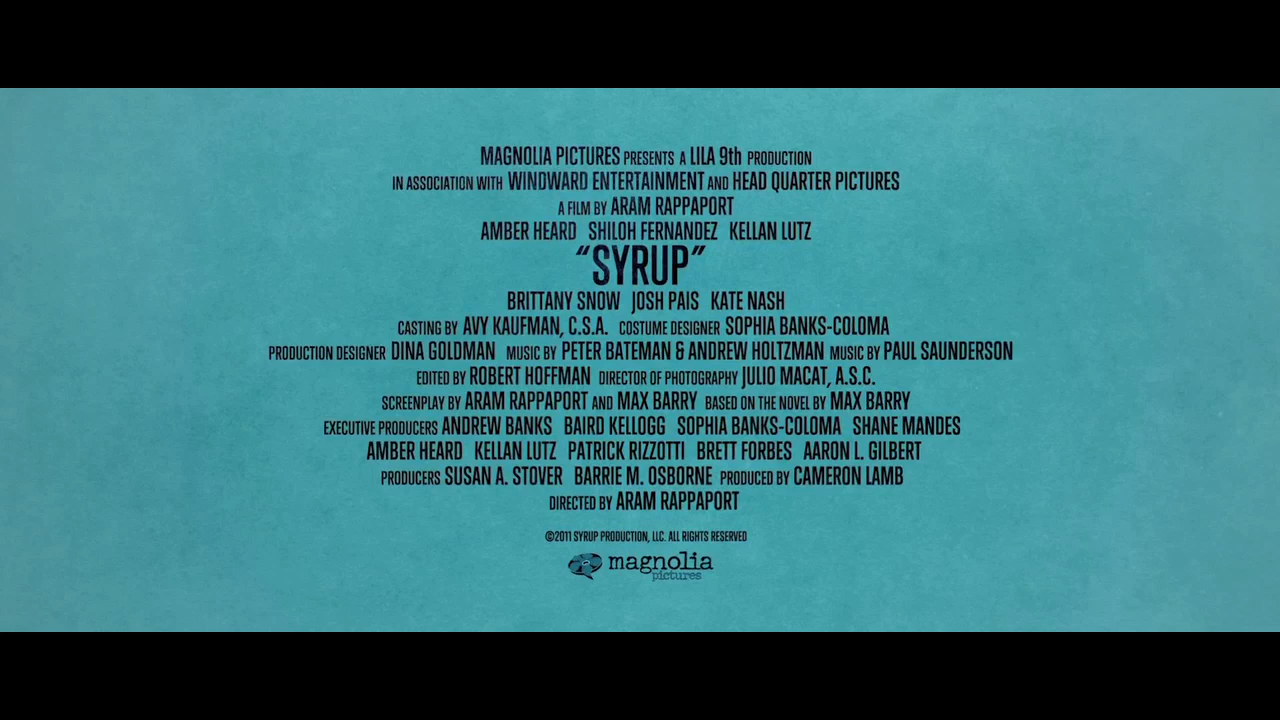 MAGNOLIA PICTURES PRESENTS A LILA 9th PRODUCTION
IN ASSOCIATION WITH WINDWARD ENTERTAINMENT AND HEAD QUARTER PICTURES
A FILM BY ARAM RAPPAPORT
AMBER HEARD SHILOH FERNANDEZ KELLAN LUTZ
“SYRUP”
BRITTANY SNOW JOSH PAIS KATE NASH
CASTING BY AVY KAUFMAN, C.S.A. COSTUME DESIGNER SOPHIA BANKS-COLOMA
PRODUCTION DESIGNER DINA GOLDMAN MUSIC BY PETER BATEMAN & ANDREW HOLTZMAN MUSIC BY PAUL SAUNDERSON
EDITED BY ROBERT HOFFMAN DIRECTOR OF PHOTOGRAPHY JULIO MACAT, A.S.C.
SCREENPLAY BY ARAM RAPPAPORT AND MAX BARRY BASED ON THE NOVEL BY MAX BARRY
EXECUTIVE PRODUCERS ANDREW BANKS BAIRD KELLOGG SOPHIA BANKS-COLOMA SHANE MANDES
AMBER HEARD KELLAN LUTZ PATRICK RIZZOTTI BRETT FORBES AARON L. GILBERT
PRODUCERS SUSAN A. STOVER BARRIE M. OSBORNE PRODUCED BY CAMERON LAMB
DIRECTED BY ARAM RAPPAPORT
©2011 SYRUP PRODUCTION, LLC. ALL RIGHTS RESERVED
magnolia
pictures